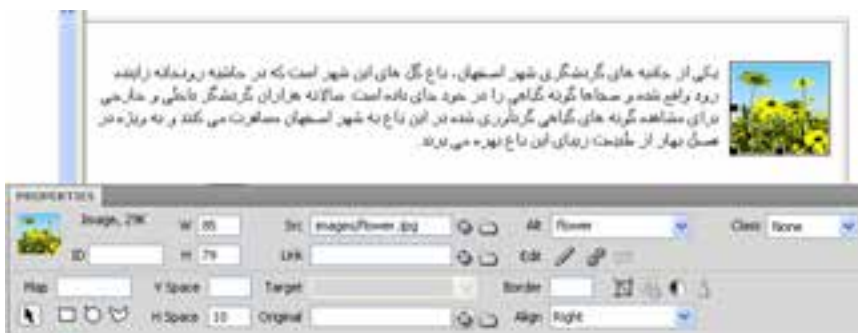 یکی از جاذبه های گردشگری شهر اصفهان، باغ گل های این شهر است که در حاشیه رودخانه زاینده
رود واقع شده و صدها گونه گیاهی را در خود جای داده است. سالانه هزاران گردشگر داخلی و خارجی
برای مشاهده گونه های گیاهی گردآوری شده در این باغ به شهر اصفهان مسافرت می کنند و به ویژه در
فصل بهار از طبیعت زیبای این باغ بهره می برند
PROPERTIES
Image, 29K W 85 Src images/flower.jpg Alt flower Class None
ID H 79 Link Edit
Map V Space Target Border
H Space 10 Original Align Right